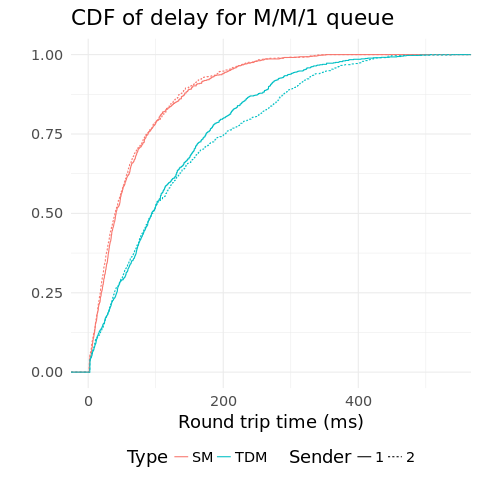 CDF of delay for M/M/1 queue
1.00
0.75
0.50
0.25
0.00
0 200 400
Round trip time (ms)
Type SM TDM Sender 1 2